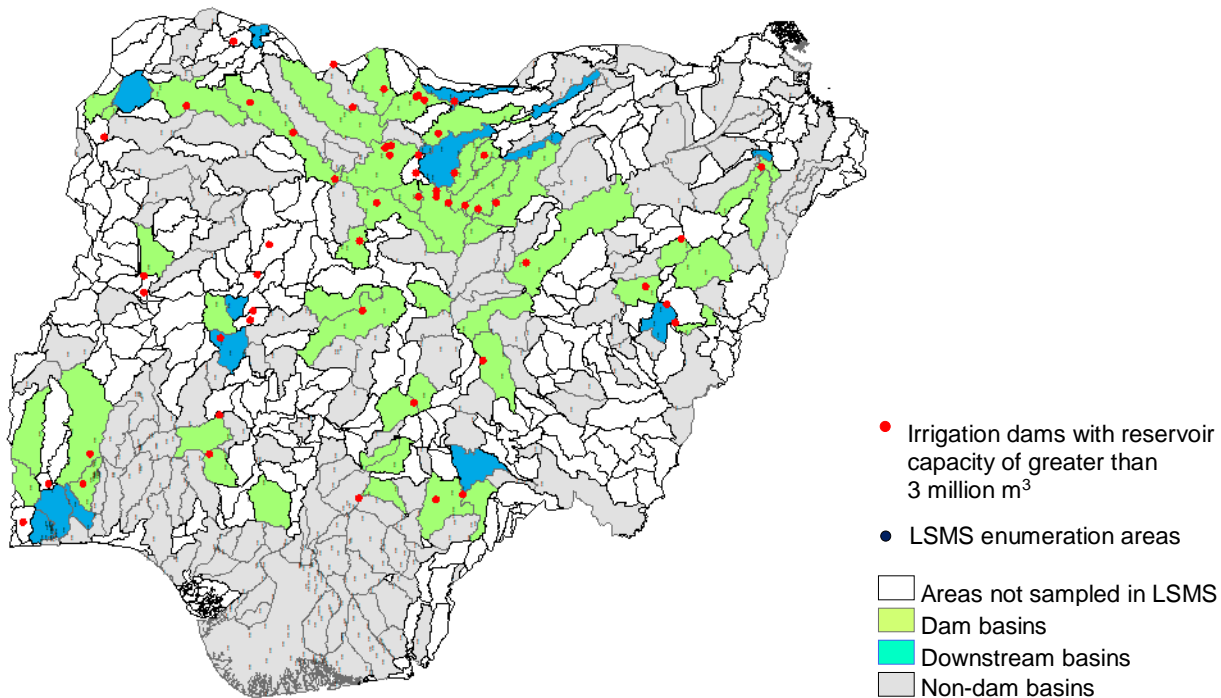 Irrigation dams with reservoir
capacity of greater than
3 million m³
LSMS enumeration areas
Areas not sampled in LSMS
Dam basins
Downstream basins
Non-dam basins